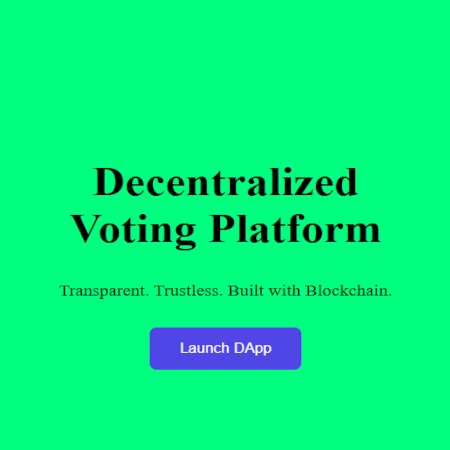 Decentralized
Voting Platform
Transparent. Trustless. Built with Blockchain.
Launch DApp